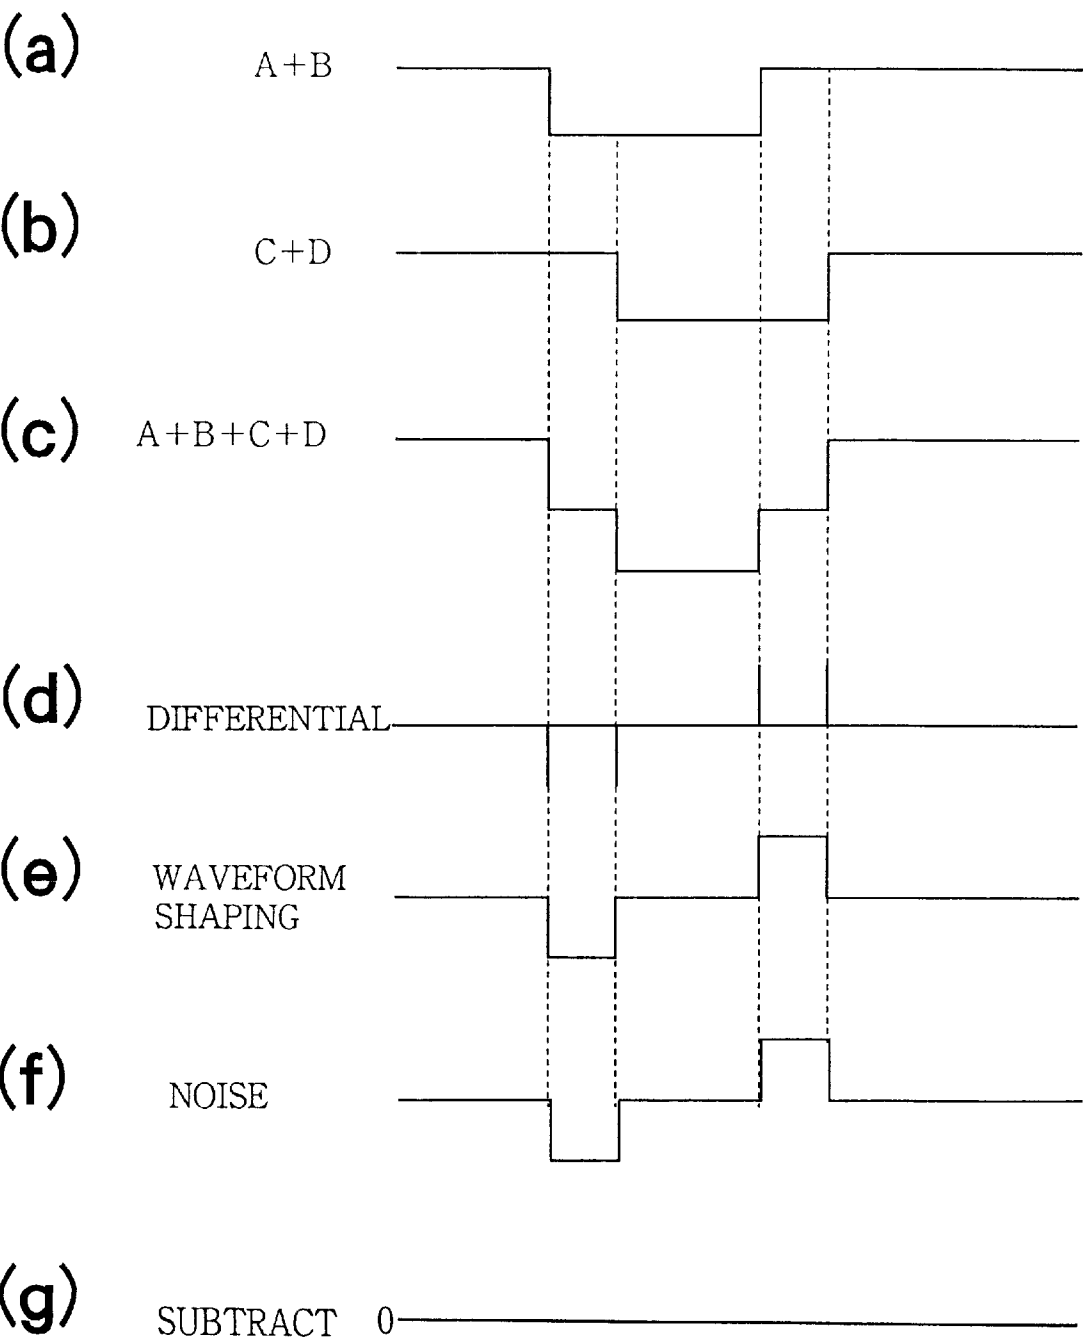 (a) A+B
(b) C+D
(c) A+B+C+D
(d) DIFFERENTIAL
(e) WAVEFORM
SHAPING
(f) NOISE
(g) SUBTRACT 0